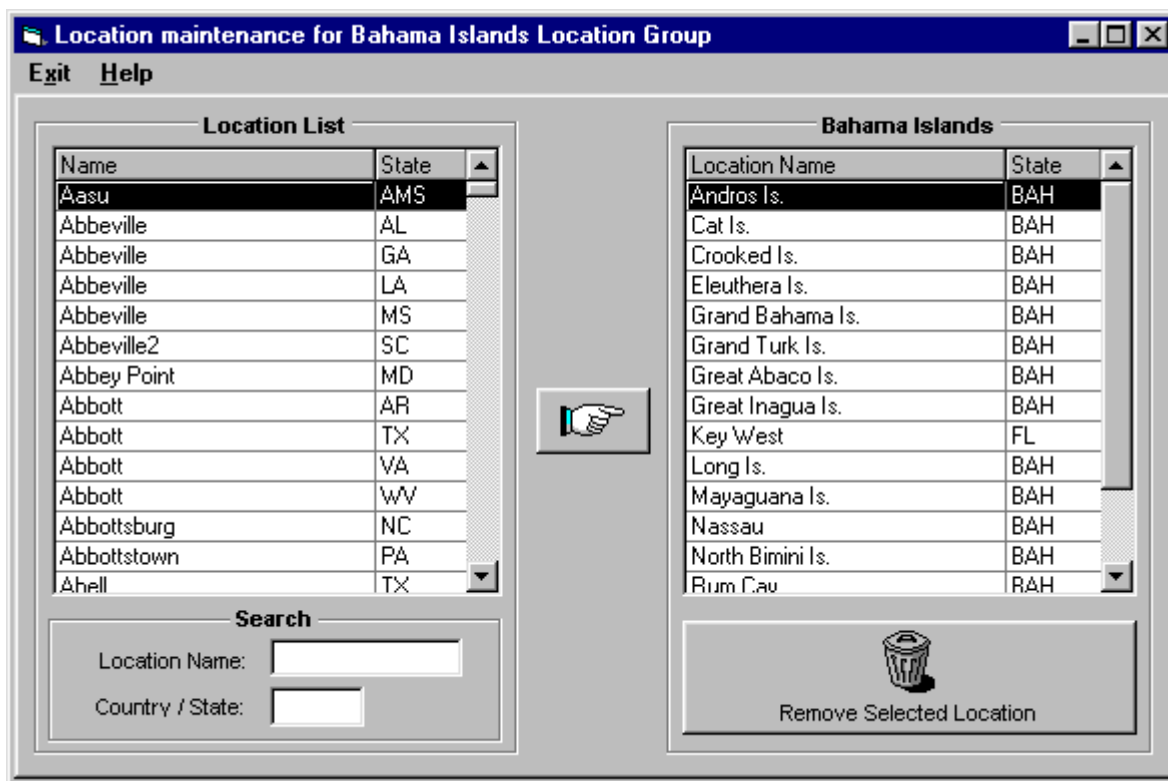 Location maintenance for Bahama Islands Location Group
Exit Help
Location List
Name State
Aasu AMS
Abbeville AL
Abbeville GA
Abbeville LA
Abbeville MS
Abbeville2 SC
Abbey Point MD
Abbott AR
Abbott TX
Abbott VA
Abbott WV
Abbottsburg NC
Abbottstown PA
Abell TX
Search
Location Name:
Country / State:
Bahama Islands
Location Name State
Andros Is. BAH
Cat Is. BAH
Crooked Is. BAH
Eleuthera Is. BAH
Grand Bahama Is. BAH
Grand Turk Is. BAH
Great Abaco Is. BAH
Great Inagua Is. BAH
Key West FL
Long Is. BAH
Mayaguana Is. BAH
Nassau BAH
North Bimini Is. BAH
Rum Cay BAH
Remove Selected Location